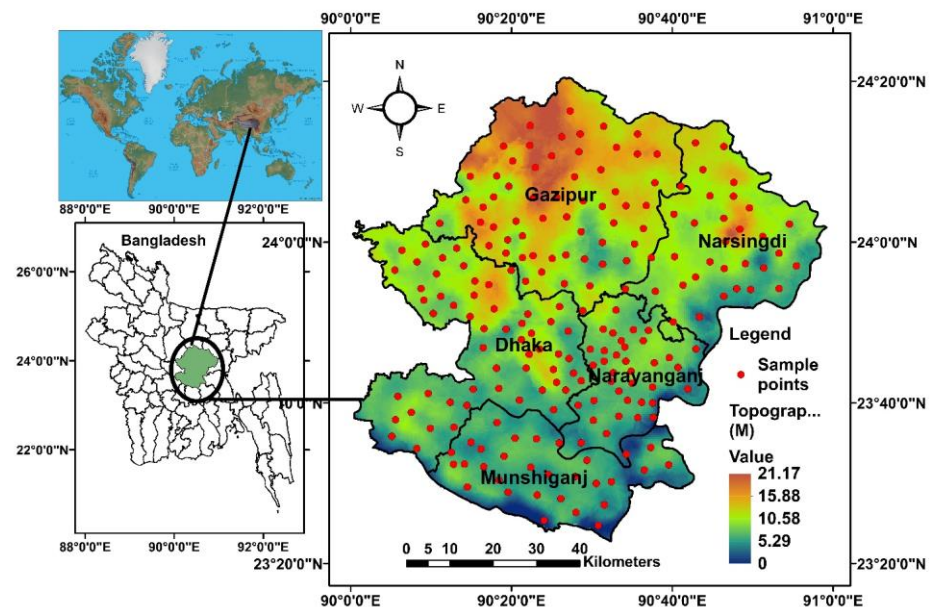 90°0'0"E 90°20'0"E 90°40'0"E 91°0'0"E
N
W E
S
24°20'0"N
88°0'0"E 90°0'0"E 92°0'0"E
Bangladesh
24°0'0"N
26°0'0"N
24°0'0"N
22°0'0"N
Gazipur
Narsingdi
24°0'0"N
Dhaka
Narayanganj
Munshiganj
Legend
Sample
points
Topograp...
(M)
Value
21.17
15.88
10.58
5.29
0
23°40'0"N
0 5 10 20 30 40
Kilometers
88°0'0"E 90°0'0"E 92°0'0"E
23°20'0"N
23°20'0"N
90°0'0"E 90°20'0"E 90°40'0"E 91°0'0"E